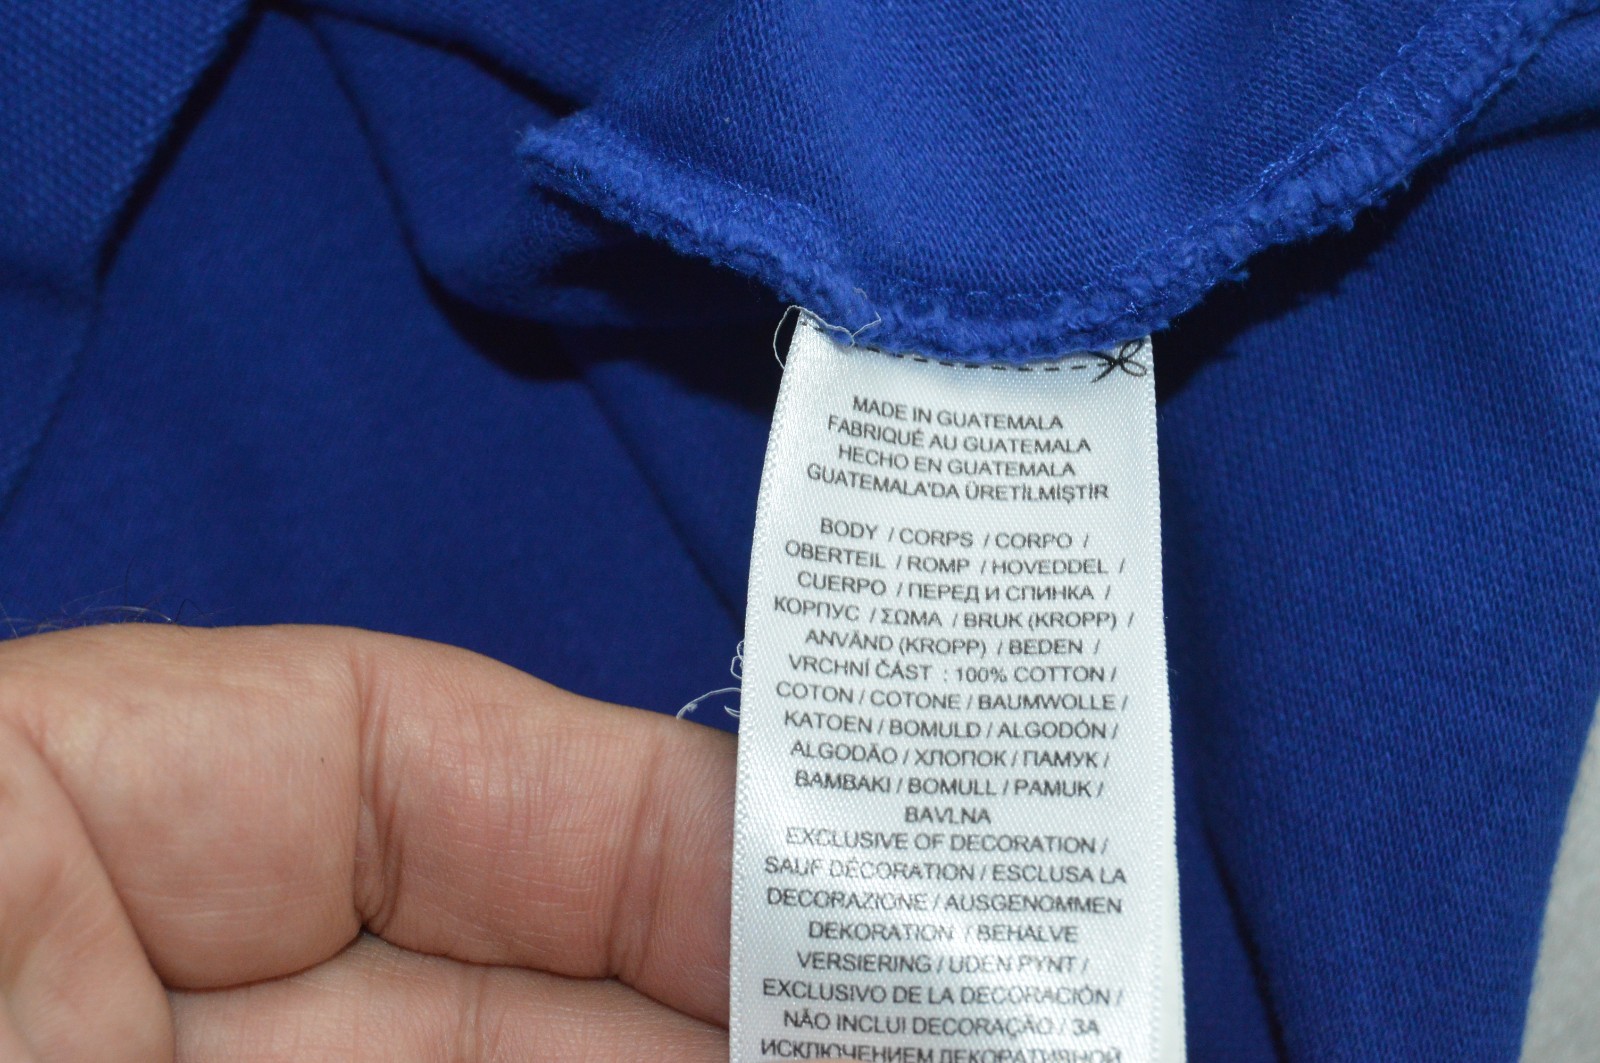 MADE IN GUATEMALA
FABRIQUÉ AU GUATEMALA
HECHO EN GUATEMALA
GUATEMALA'DA ÜRETİLMİŞTİR
BODY / CORPS / CORPO /
OBERTEIL / ROMP / HOVEDDEL /
CUERPO / ПЕРЕД И СПИНКА /
КОРПУС / ΣΩΜΑ / BRUK (KROPP) /
ANVÄND (KROPP) / BEDEN /
VRCHNÍ ČÁST : 100% COTTON /
COTON / COTONE / BAUMWOLLE /
KATOEN / BOMULD / ALGODÓN /
ALGODÃO / ХЛОПОК / ПАМУК /
BAMBAKI / BOMULL / PAMUK /
BAVLNA
EXCLUSIVE OF DECORATION /
SAUF DÉCORATION / ESCLUSA LA
DECORAZIONE / AUSGENOMMEN
DEKORATION / BEHALVE
VERSIERING / UDEN PYNT /
EXCLUSIVO DE LA DECORACIÓN /
NÃO INCLUI DECORAÇÃO / ЗА
ИСКЛЮЧЕНИЕМ ДЕКОРАТИВНОЙ